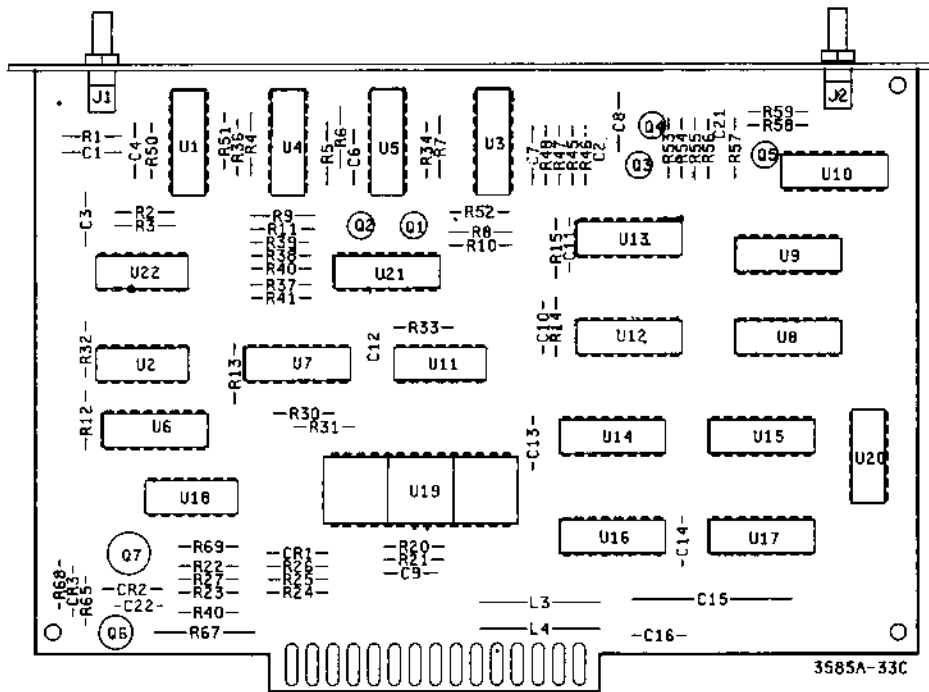 J1
J2
R1
C1
C4
R50
U1
R51
R36
R4
U4
R5
R6
C6
U5
R34
R7
U3
C7
R48
R47
R45
R46
C2
C8
Q4
Q3
R53
R54
R55
R56
C21
R57
R59
R58
Q5
U10
C3
R2
R3
R9
R11
R39
R38
R40
R37
R41
Q2
Q1
R52
R8
R10
R15
C11
U13
U9
U22
U21
C10
R14
U12
U8
R32
U2
R13
U7
C12
R33
U11
R12
U6
R30
R31
C13
U14
U15
U20
U18
U19
U16
C14
U17
Q7
R69
R22
R27
R23
R40
R67
CR1
R26
R25
R24
R20
R21
C9
R68
CR3
R65
CR2
C22
Q6
L3
L4
C15
C16
3585A-33C